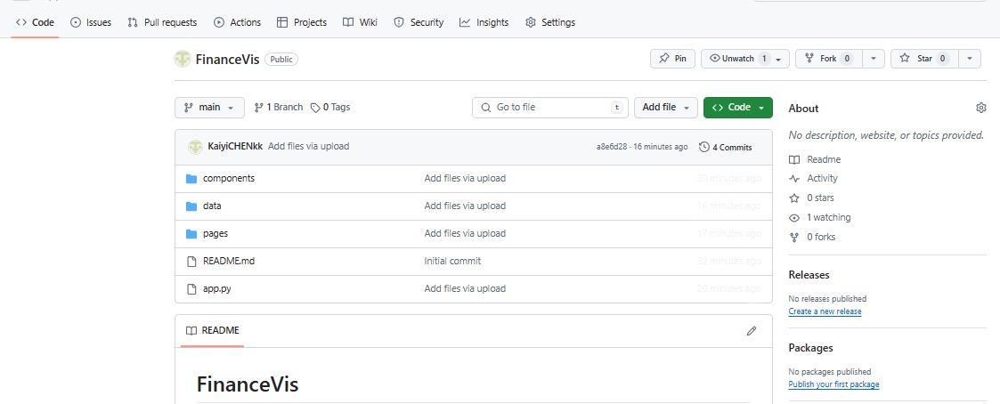 Code Issues Pull requests Actions Projects Wiki Security Insights Settings
FinanceVis Public Pin Unwatch 1 Fork 0 Star 0
main 1 Branch 0 Tags Go to file t Add file Code
KaiyiCHENkk Add files via upload a8e6d28 · 16 minutes ago 4 Commits
components Add files via upload 20 minutes ago
data Add files via upload 16 minutes ago
pages Add files via upload 17 minutes ago
README.md Initial commit 32 minutes ago
app.py Add files via upload 20 minutes ago
README
FinanceVis
About
No description, website, or topics provided.
Readme
Activity
0 stars
1 watching
0 forks
Releases
No releases published
Create a new release
Packages
No packages published
Publish your first package